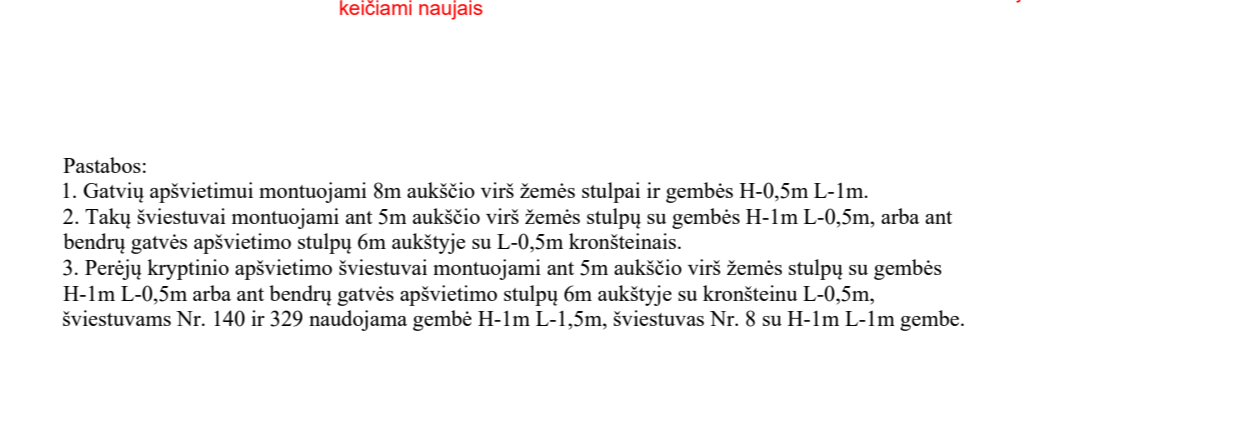 keičiami naujais
Pastabos:
1. Gatvių apšvietimui montuojami 8m aukščio virš žemės stulpai ir gembės H-0,5m L-1m.
2. Takų šviestuvai montuojami ant 5m aukščio virš žemės stulpų su gembės H-1m L-0,5m, arba ant
bendrų gatvės apšvietimo stulpų 6m aukštyje su L-0,5m kronšteinais.
3. Perėjų kryptinio apšvietimo šviestuvai montuojami ant 5m aukščio virš žemės stulpų su gembės
H-1m L-0,5m arba ant bendrų gatvės apšvietimo stulpų 6m aukštyje su kronšteinu L-0,5m,
šviestuvams Nr. 140 ir 329 naudojama gembė H-1m L-1,5m, šviestuvas Nr. 8 su H-1m L-1m gembe.